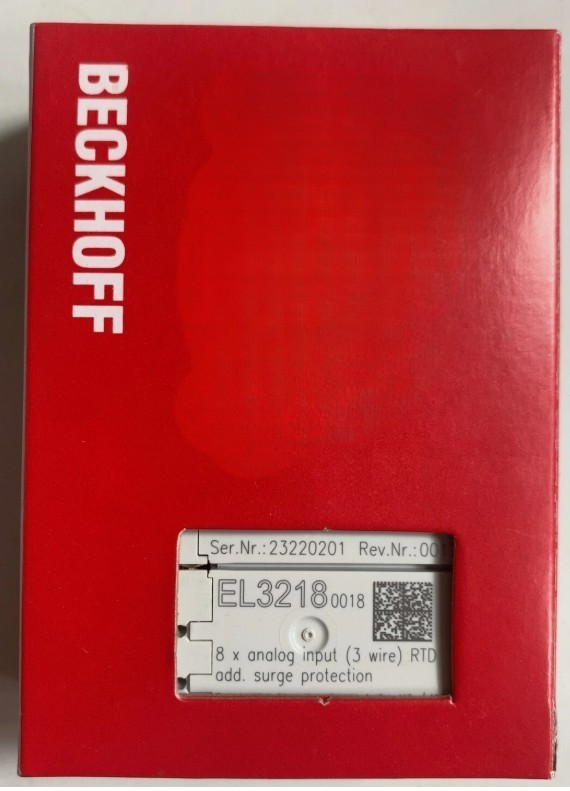 BECKHOFF
Ser.Nr.: 23220201 Rev.Nr.: 001
EL3218 0018
8 x analog input (3 wire) RTD
add. surge protection